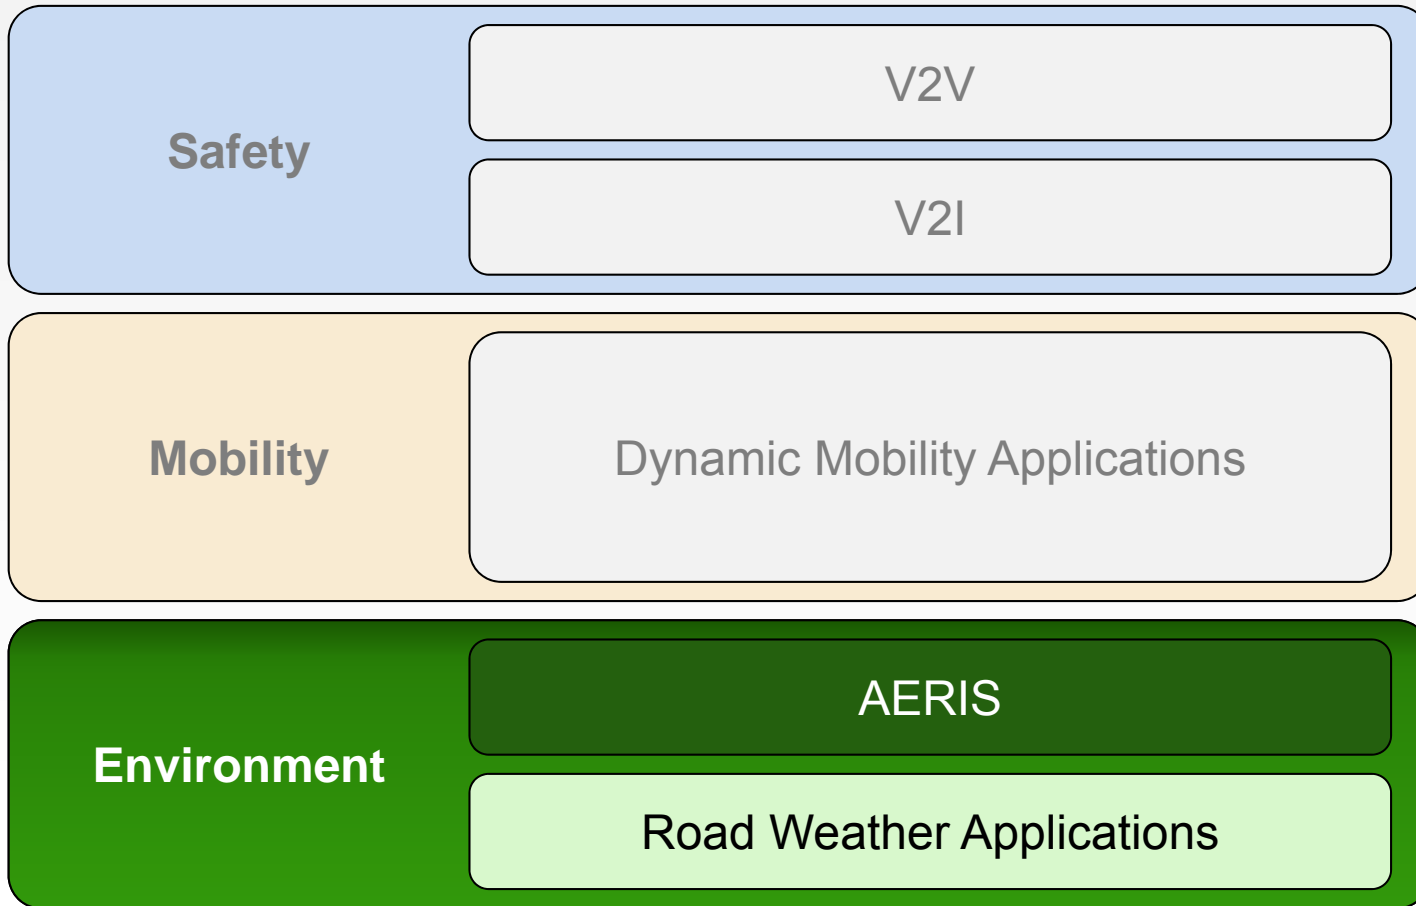 Safety
V2V
V2I
Mobility
Dynamic Mobility Applications
Environment
AERIS
Road Weather Applications